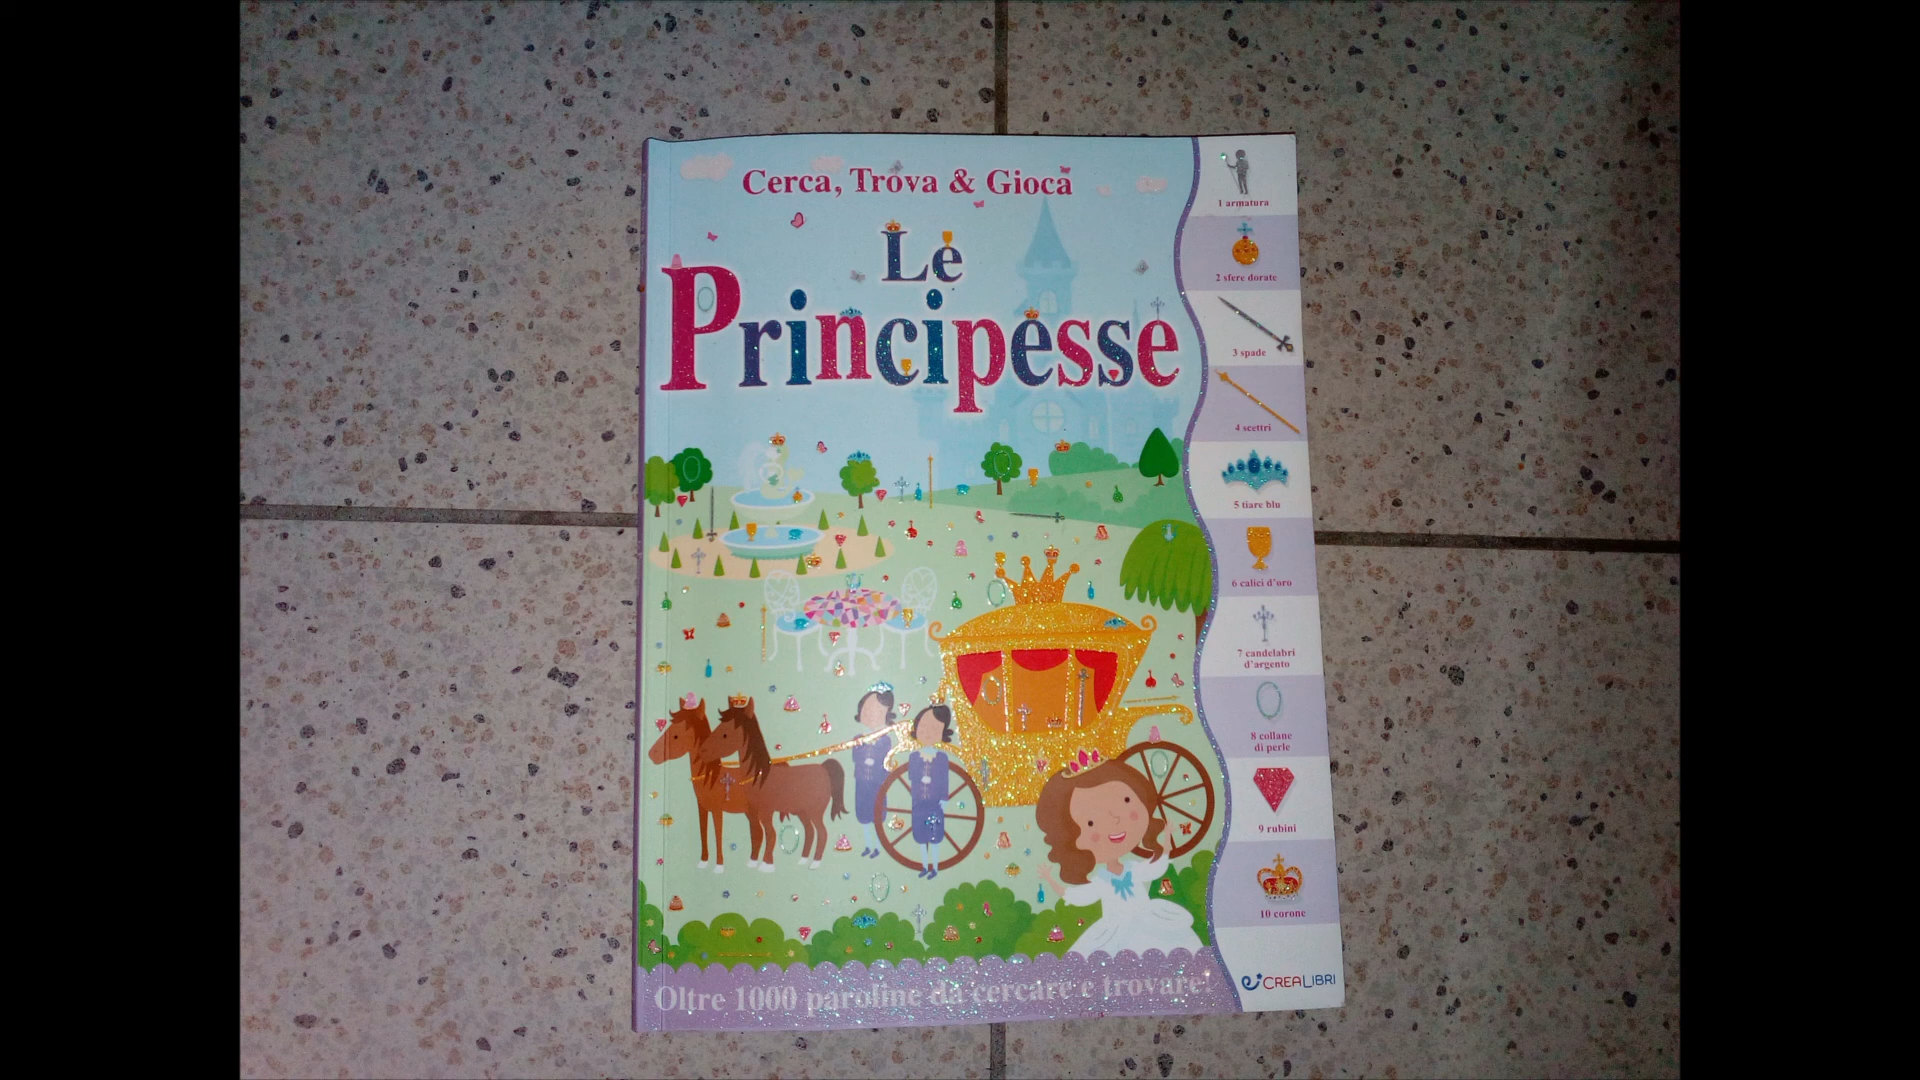 Cerca, Trova & Gioca
Le
Principesse
1 armatura
2 sfere dorate
3 spade
4 scettri
5 tiare blu
6 calici d'oro
7 candelabri
d'argento
8 collane
di perle
9 rubini
10 corone
Oltre 1000 paroline da cercare e trovare!
CREALIBRI